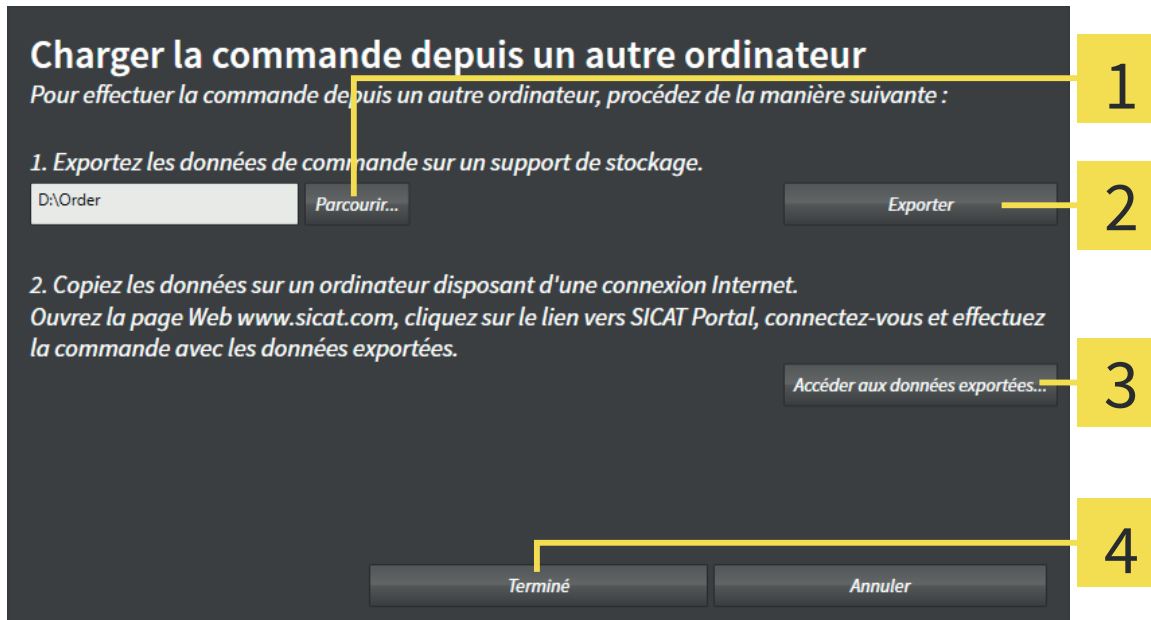 Charger la commande depuis un autre ordinateur
1
Pour effectuer la commande depuis un autre ordinateur, procédez de la manière suivante :
1. Exportez les données de commande sur un support de stockage.
D:\Order
Parcourir...
Exporter
2
2. Copiez les données sur un ordinateur disposant d'une connexion Internet.
Ouvrez la page Web www.sicat.com, cliquez sur le lien vers SICAT Portal, connectez-vous et effectuez
la commande avec les données exportées.
Accéder aux données exportées...
3
4
Terminé
Annuler